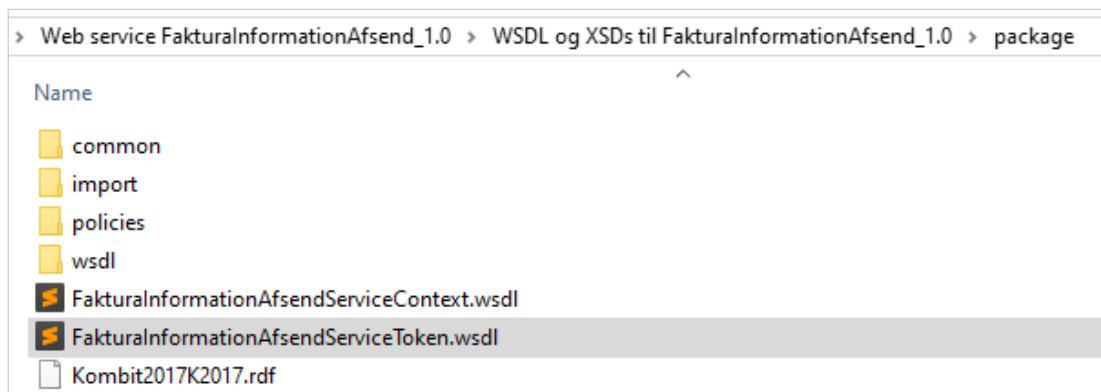 Web service FakturaInformationAfsend_1.0 > WSDL og XSDs til FakturaInformationAfsend_1.0 > package
Name
common
import
policies
wsdl
FakturaInformationAfsendServiceContext.wsdl
FakturaInformationAfsendServiceToken.wsdl
Kombit2017K2017.rdf